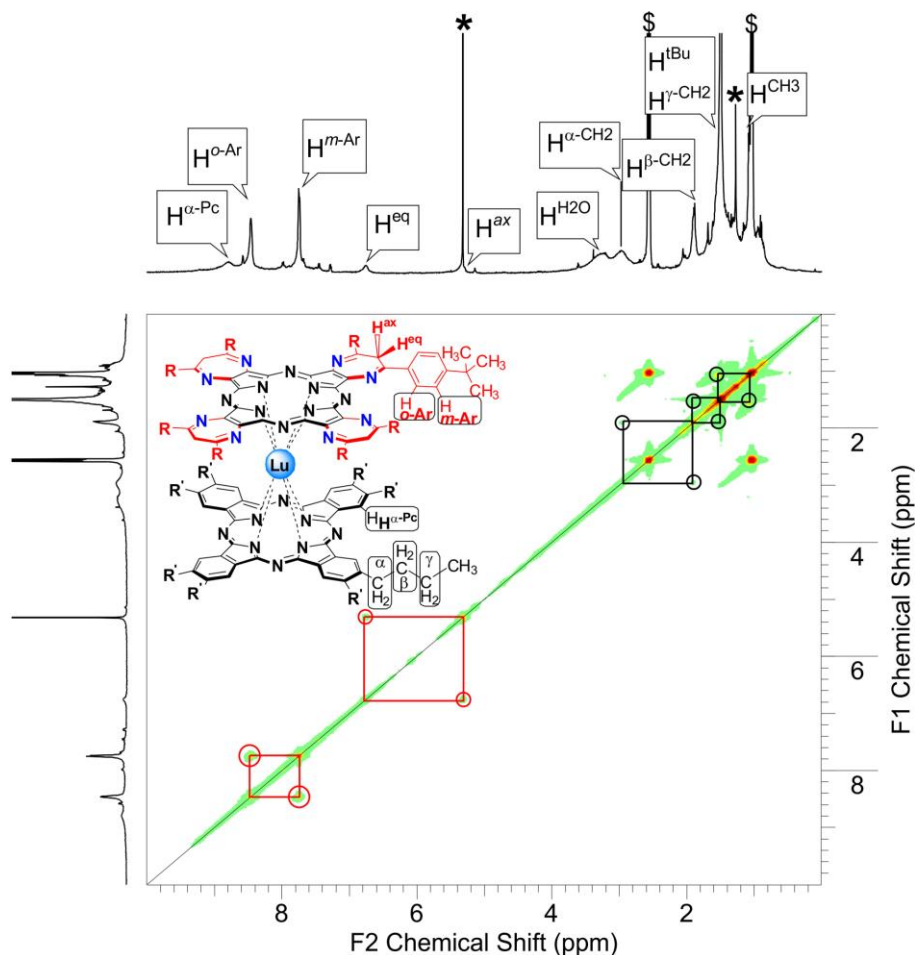 * $ $
H^tBu
H^γ-CH2 * H^CH3
H^o-Ar H^m-Ar H^α-CH2
H^β-CH2
H^α-Pc H^eq H^ax H^H2O
R R H^ax
R N N R H^eq H3C CH3
N N N N CH3
N N N N H H
R N N R o-Ar m-Ar
R N N N R
Lu
R' N R'
R' N N R' H H^α-Pc
N N
R' N N H2 γ CH3
R' N R' α C C
R' C β H2
H2
2
4
6
8
F1 Chemical Shift (ppm)
8 6 4 2
F2 Chemical Shift (ppm)